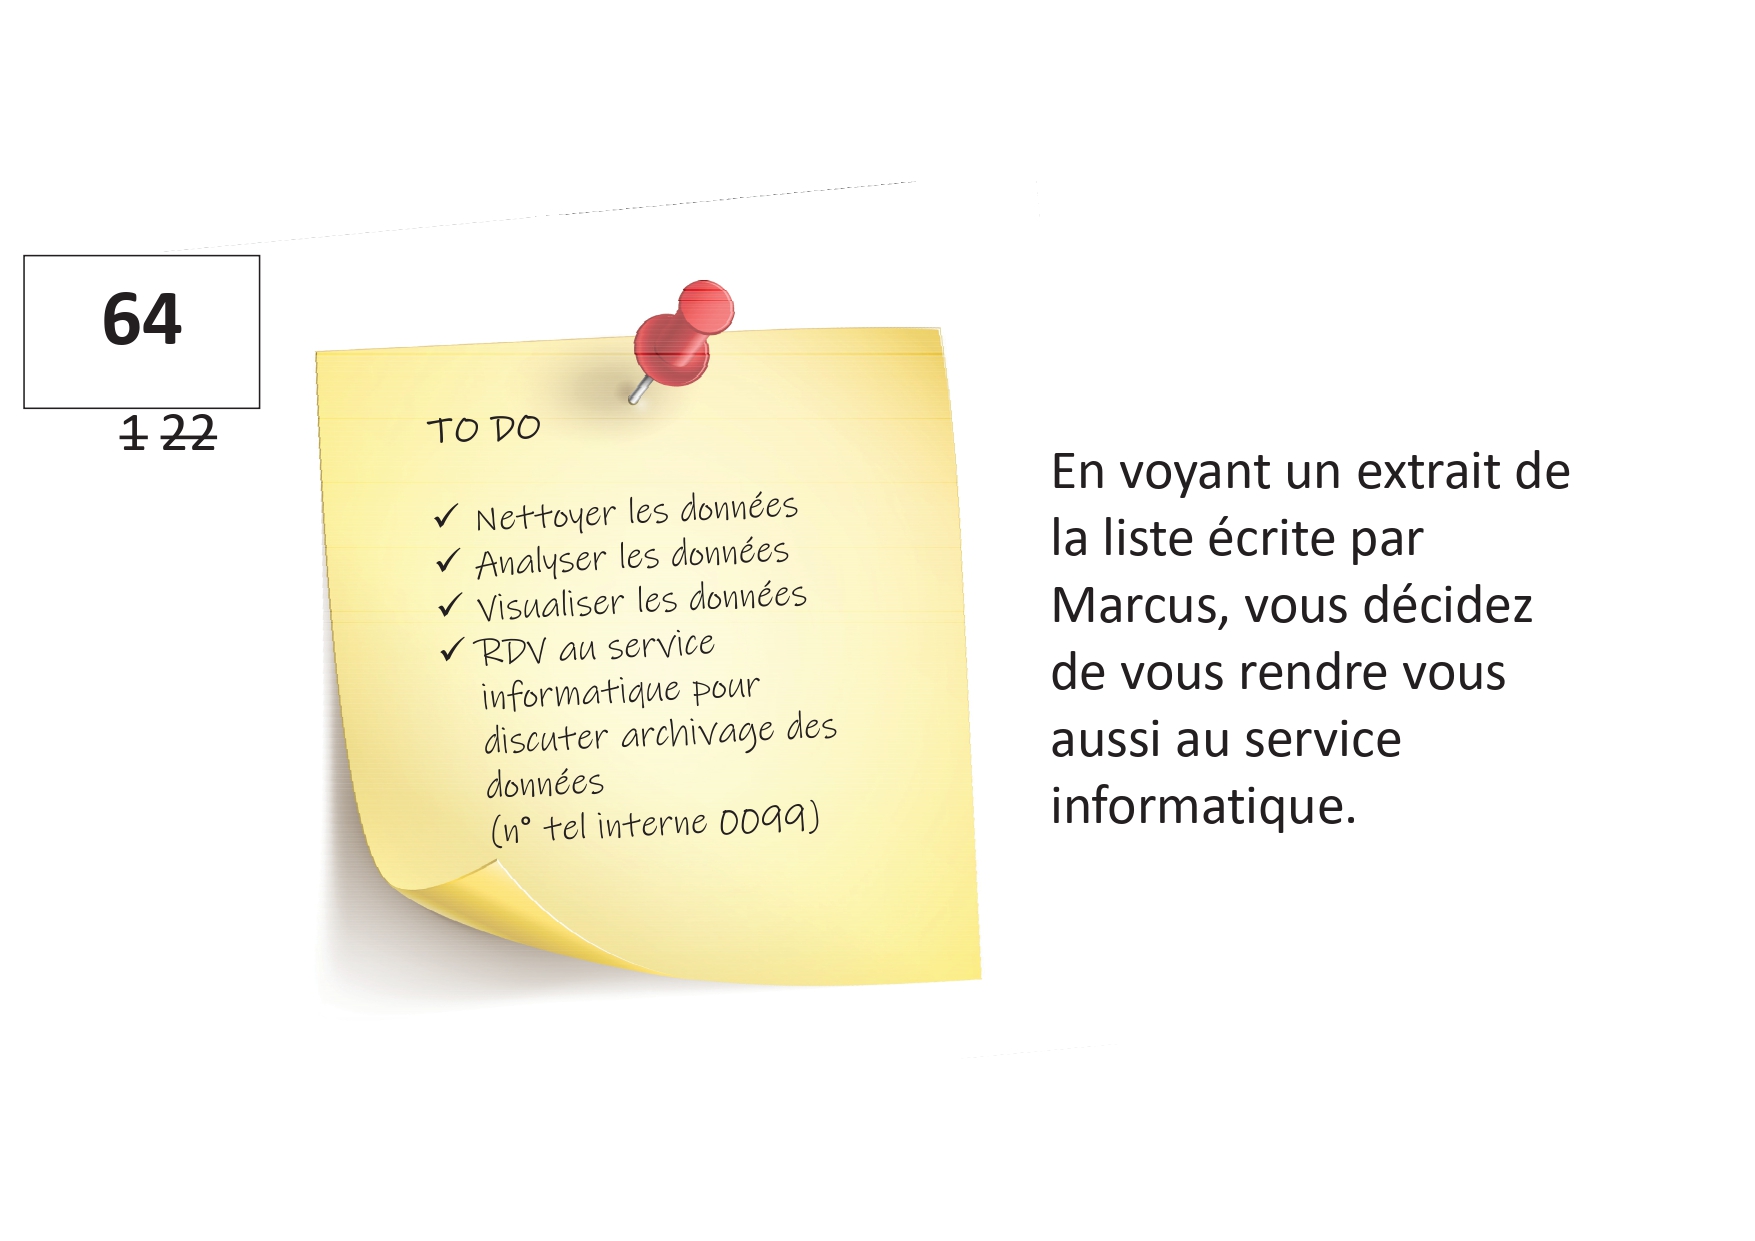 64
1 22
TO DO
✓ Nettoyer les données
✓ Analyser les données
✓ Visualiser les données
✓ RDV au service
informatique pour
discuter archivage des
données
(n° tel interne 0099)
En voyant un extrait de
la liste écrite par
Marcus, vous décidez
de vous rendre vous
aussi au service
informatique.